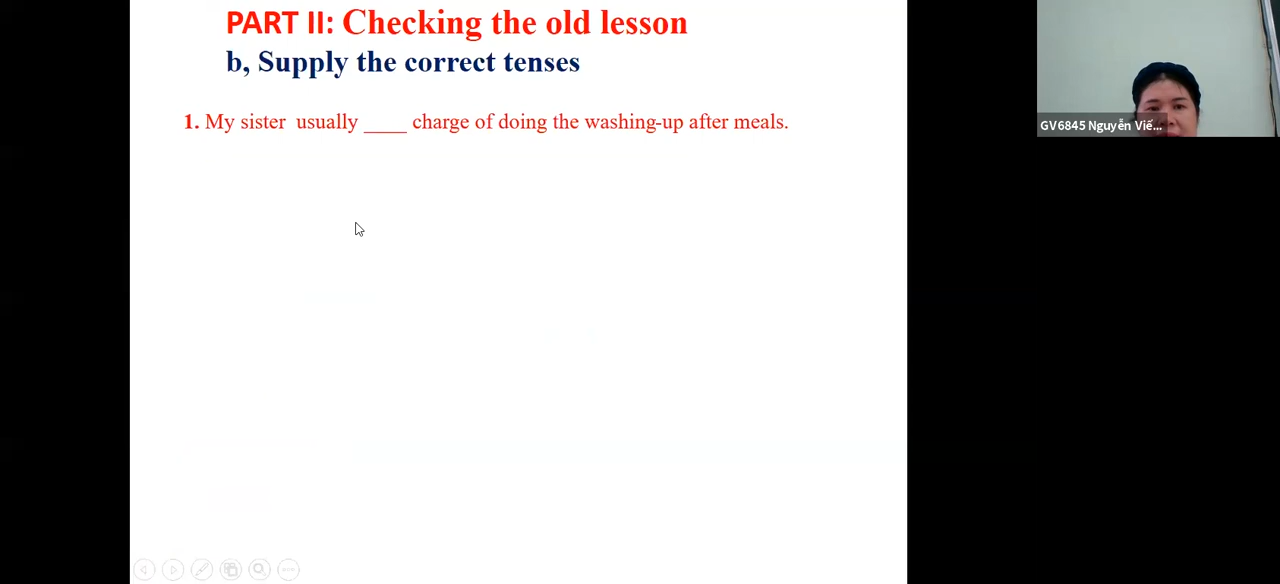 PART II: Checking the old lesson
b, Supply the correct tenses
1. My sister usually ____ charge of doing the washing-up after meals.
GV6845 Nguyễn Viế...